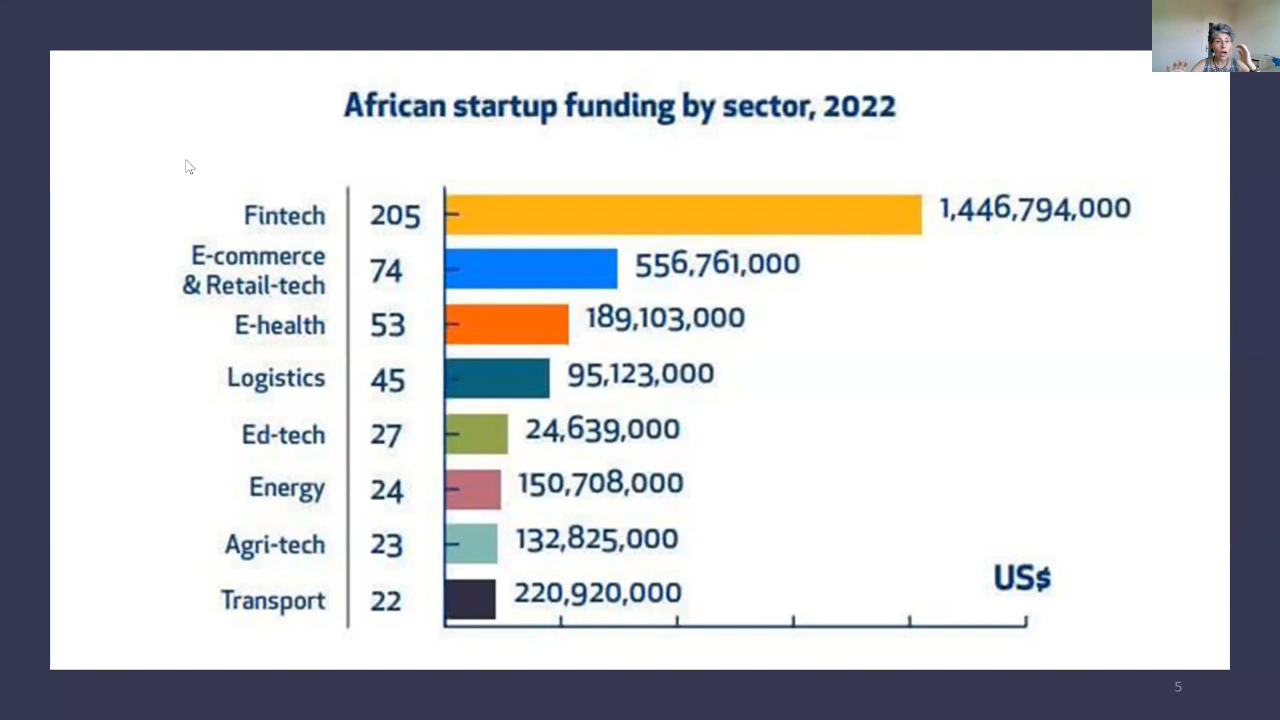 African startup funding by sector, 2022
Fintech 205 1,446,794,000
E-commerce
& Retail-tech 74 556,761,000
E-health 53 189,103,000
Logistics 45 95,123,000
Ed-tech 27 24,639,000
Energy 24 150,708,000
Agri-tech 23 132,825,000
Transport 22 220,920,000
US$
5